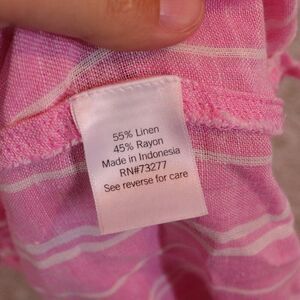 55% Linen
45% Rayon
Made in Indonesia
RN#73277
See reverse for care